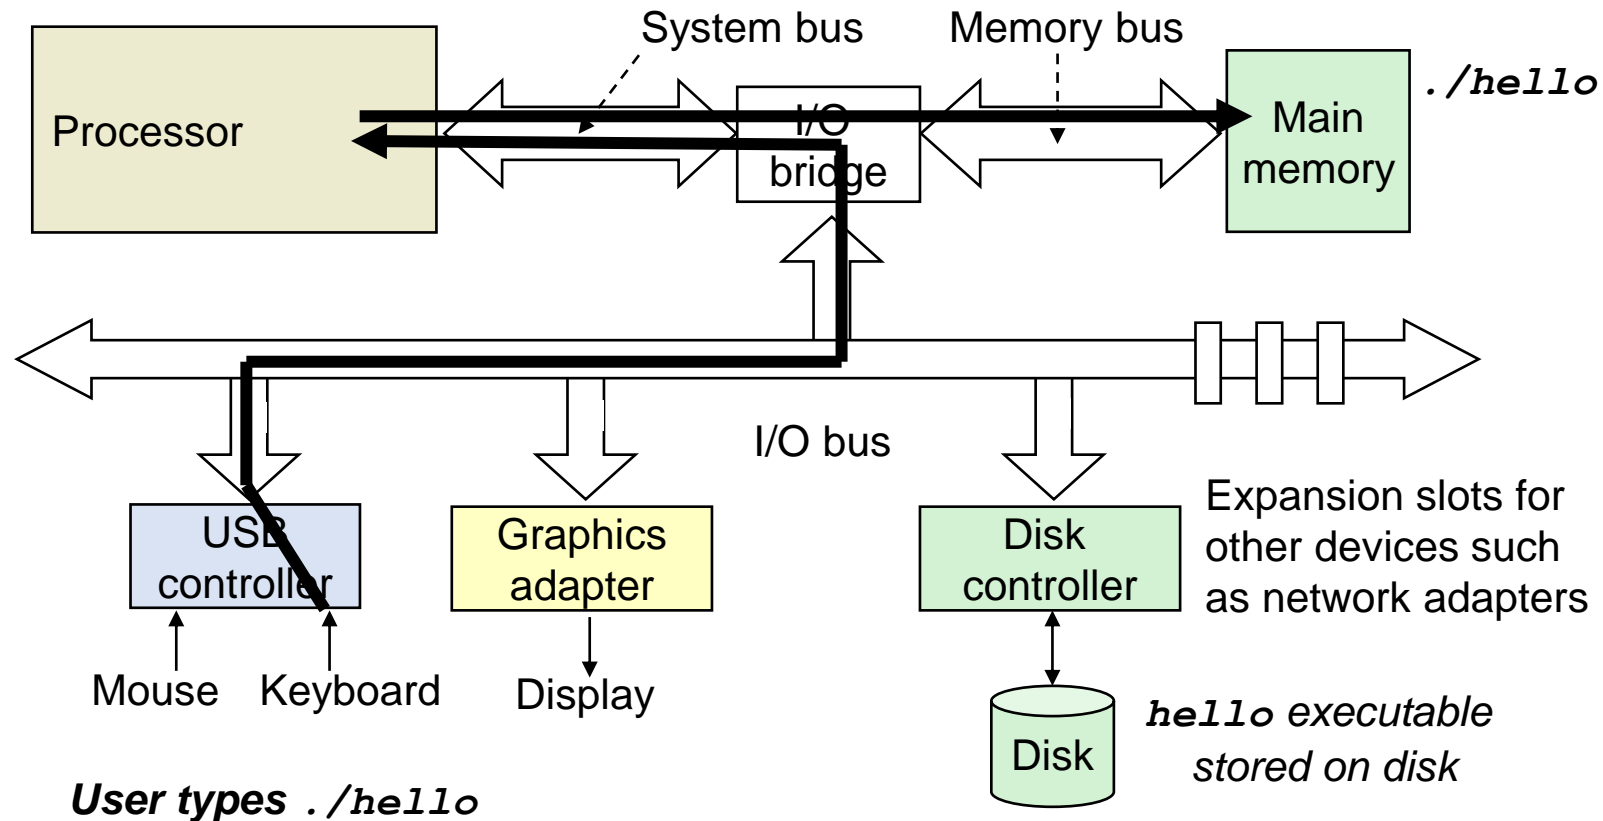 System bus
Memory bus
Processor
I/O
bridge
Main
memory
./hello
I/O bus
USB
controller
Graphics
adapter
Disk
controller
Expansion slots for
other devices such
as network adapters
Mouse
Keyboard
Display
Disk
hello executable
stored on disk
User types ./hello